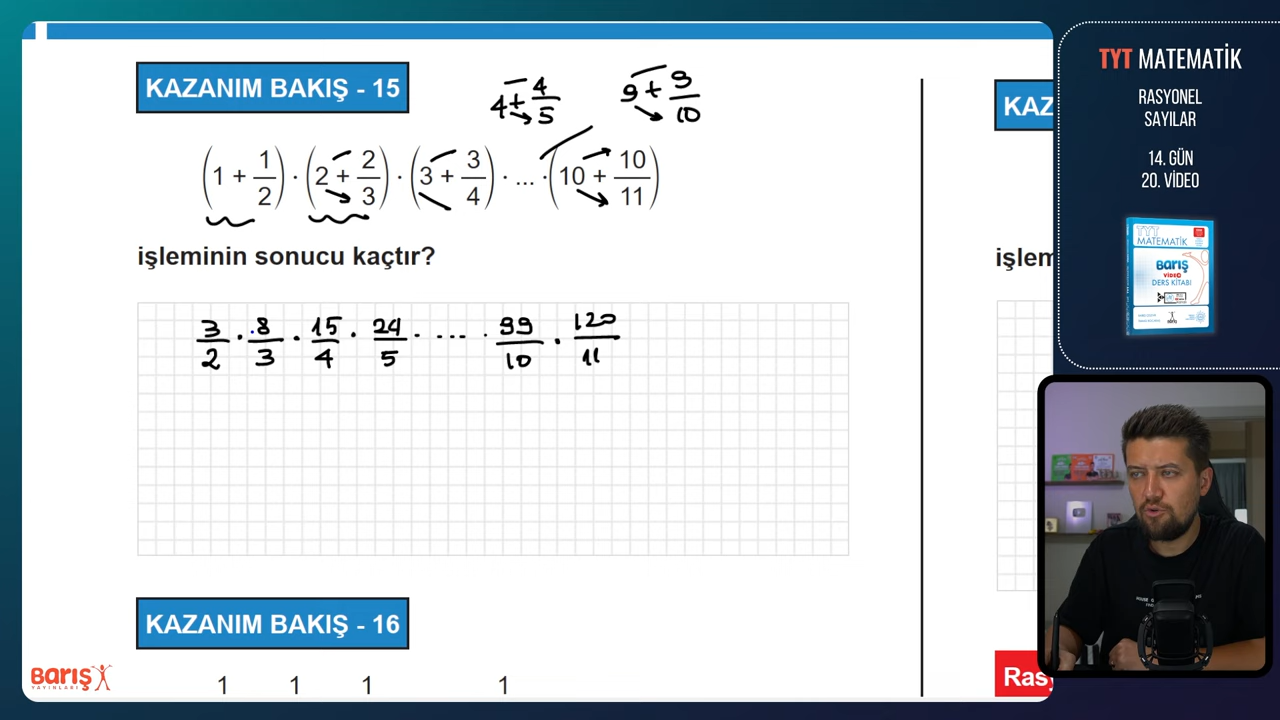 KAZANIM BAKIŞ - 15
4 + 4/5
9 + 9/10
(1 + 1/2) · (2 + 2/3) · (3 + 3/4) · ... · (10 + 10/11)
işleminin sonucu kaçtır?
3/2 · 8/3 · 15/4 · 24/5 · ... · 99/10 · 120/11
KAZANIM BAKIŞ - 16
1 1 1 1
BARIŞ
YAYINLARI
KAZ
işlem
Rasy
TYT MATEMATİK
RASYONEL
SAYILAR
14. GÜN
20. VİDEO
TYT
MATEMATİK
BARIŞ
VİDEO
DERS KİTABI